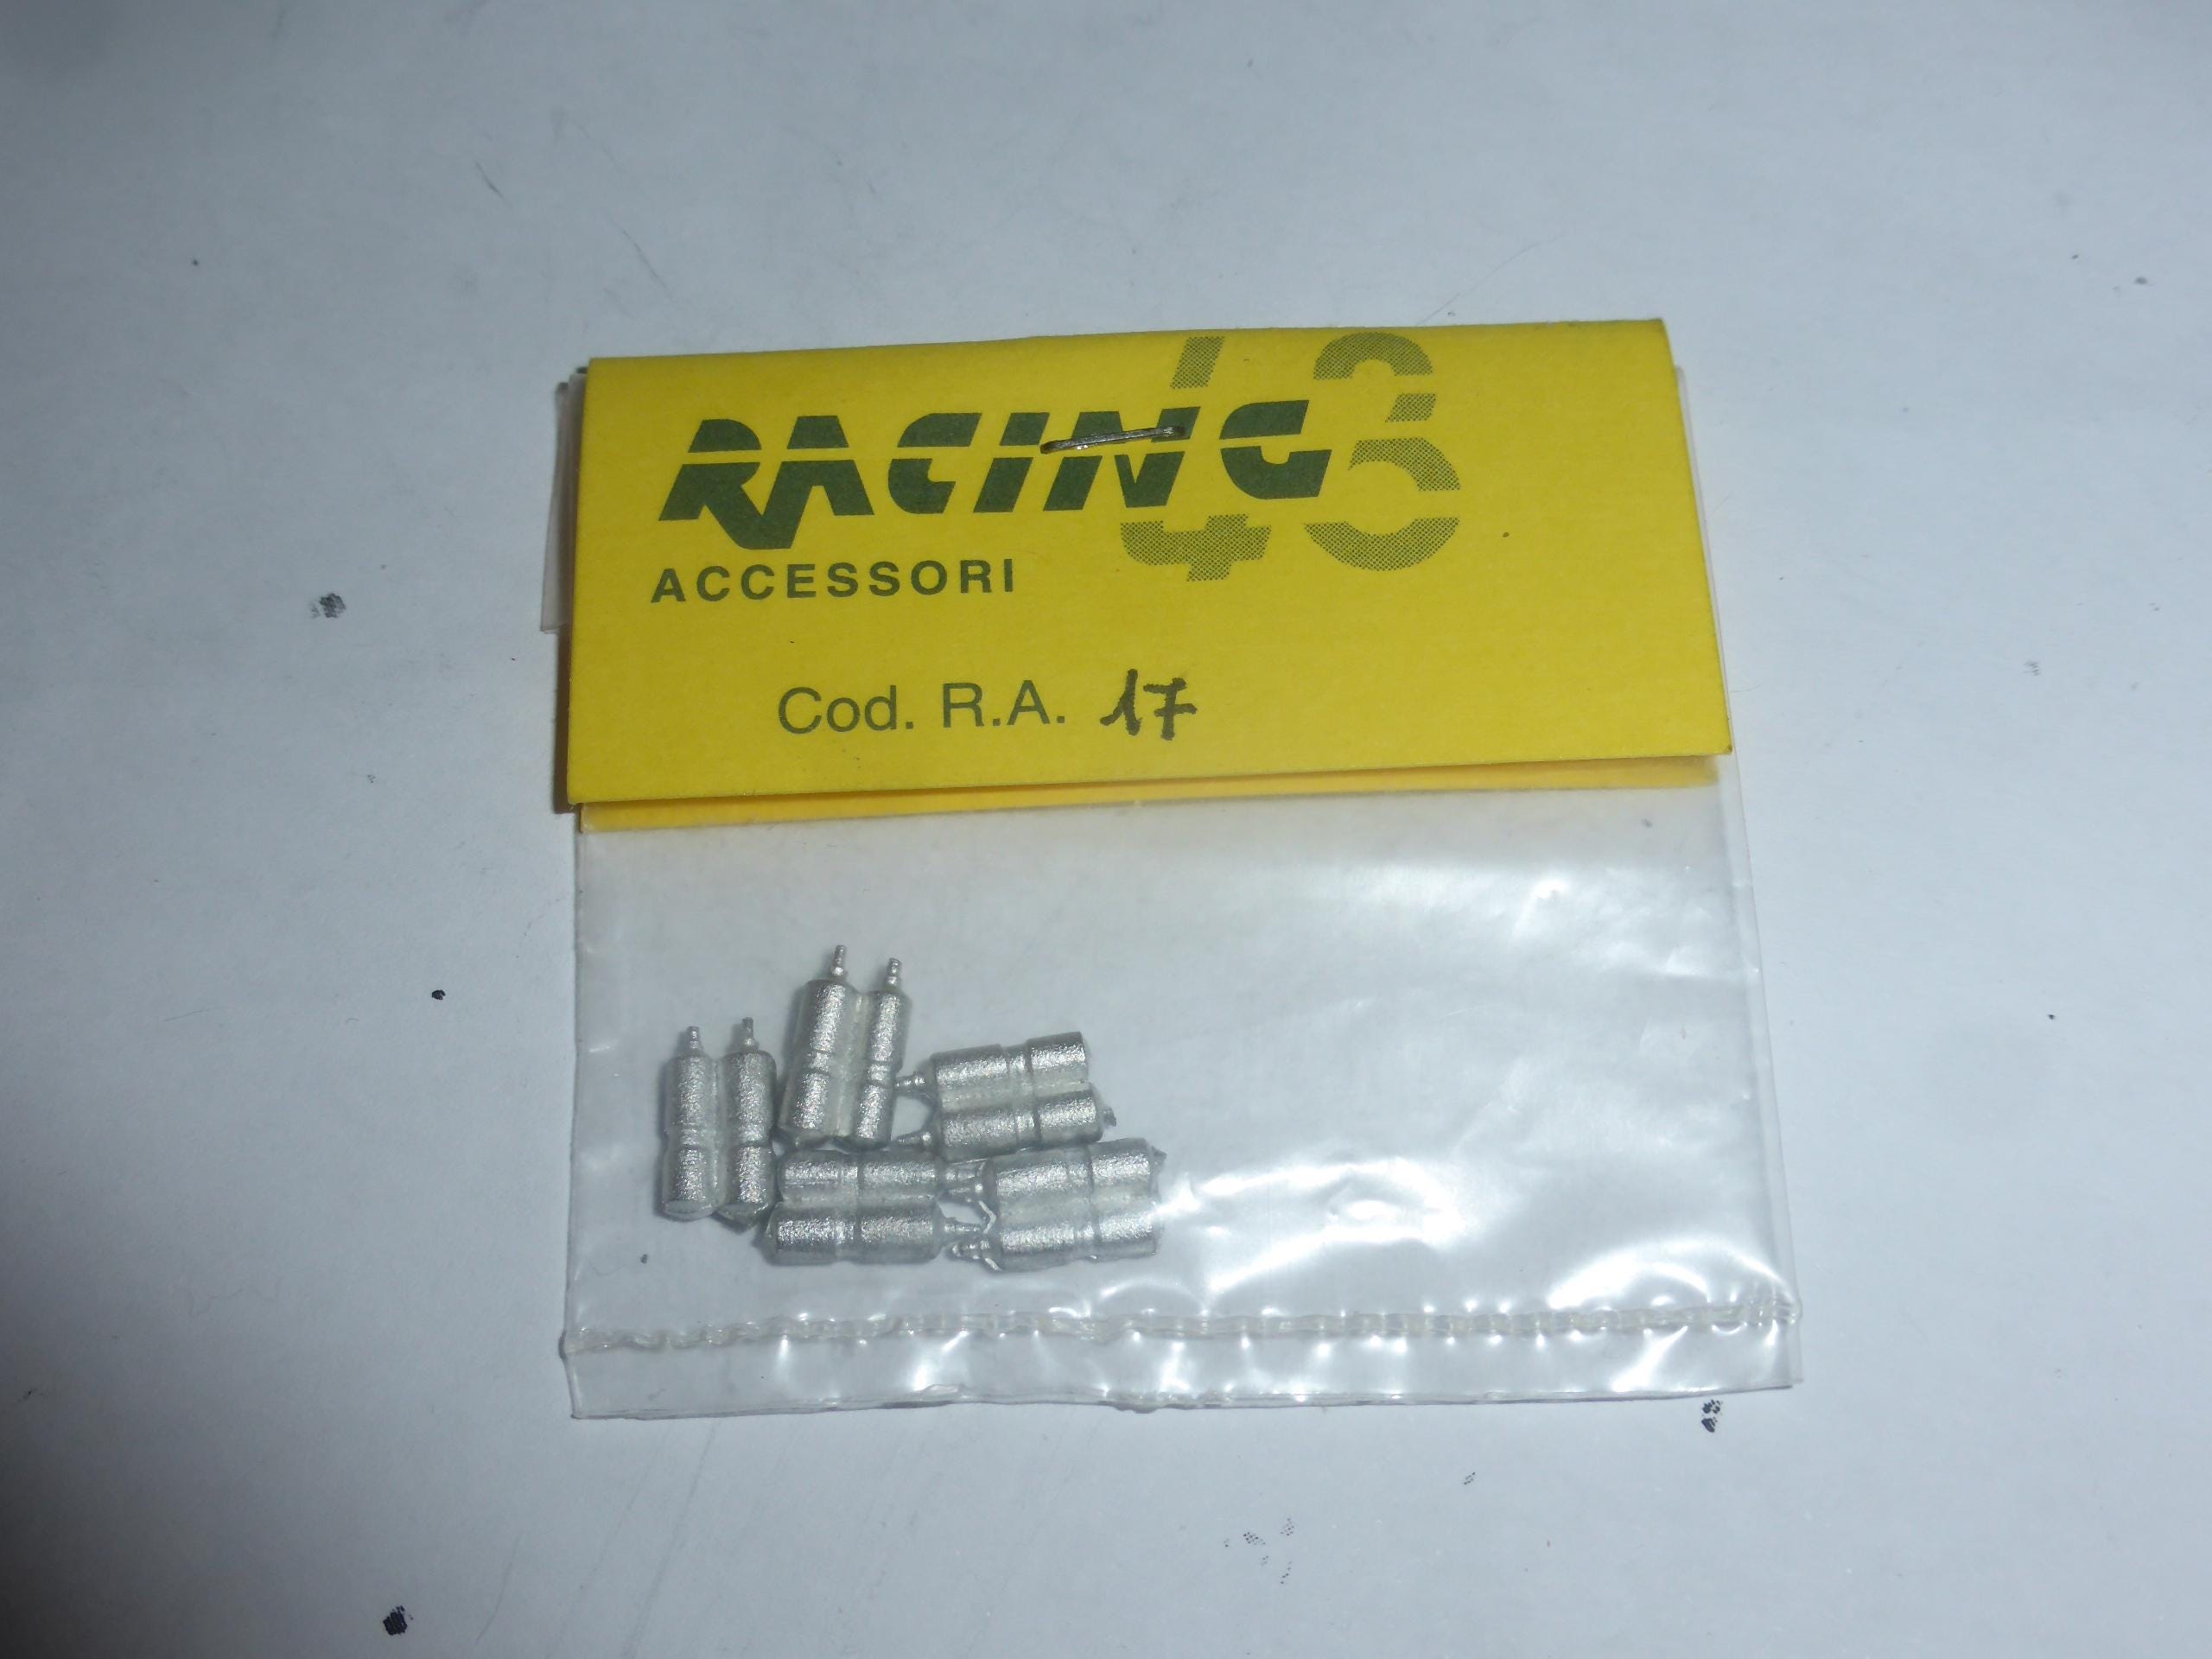 RACING 43
ACCESSORI
Cod. R.A. 17